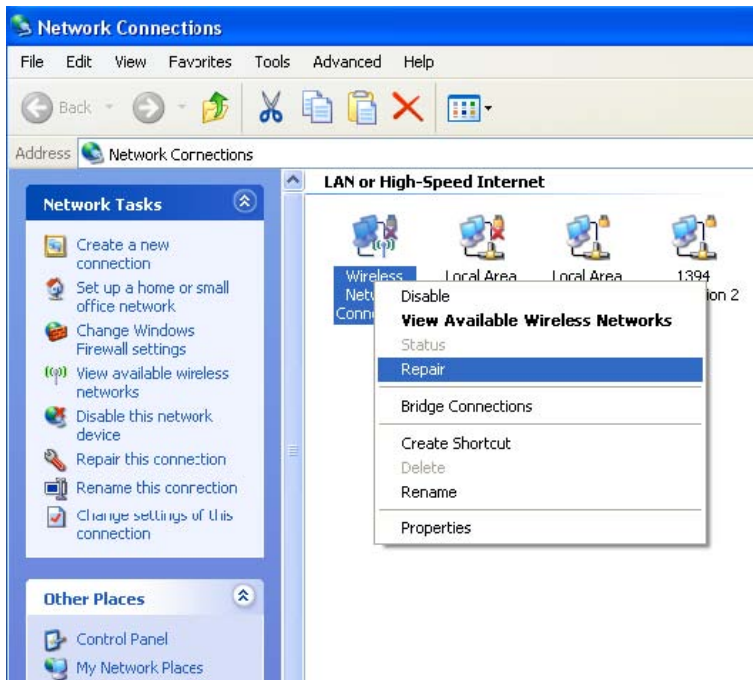 Network Connections
File Edit View Favorites Tools Advanced Help
Back
Address Network Connections
Network Tasks
Create a new
connection
Set up a home or small
office network
Change Windows
Firewall settings
View available wireless
networks
Disable this network
device
Repair this connection
Rename this connection
Change settings of this
connection
Other Places
Control Panel
My Network Places
LAN or High-Speed Internet
Wireless Local Area Local Area 1394
Disable
View Available Wireless Networks
Status
Repair
Bridge Connections
Create Shortcut
Delete
Rename
Properties